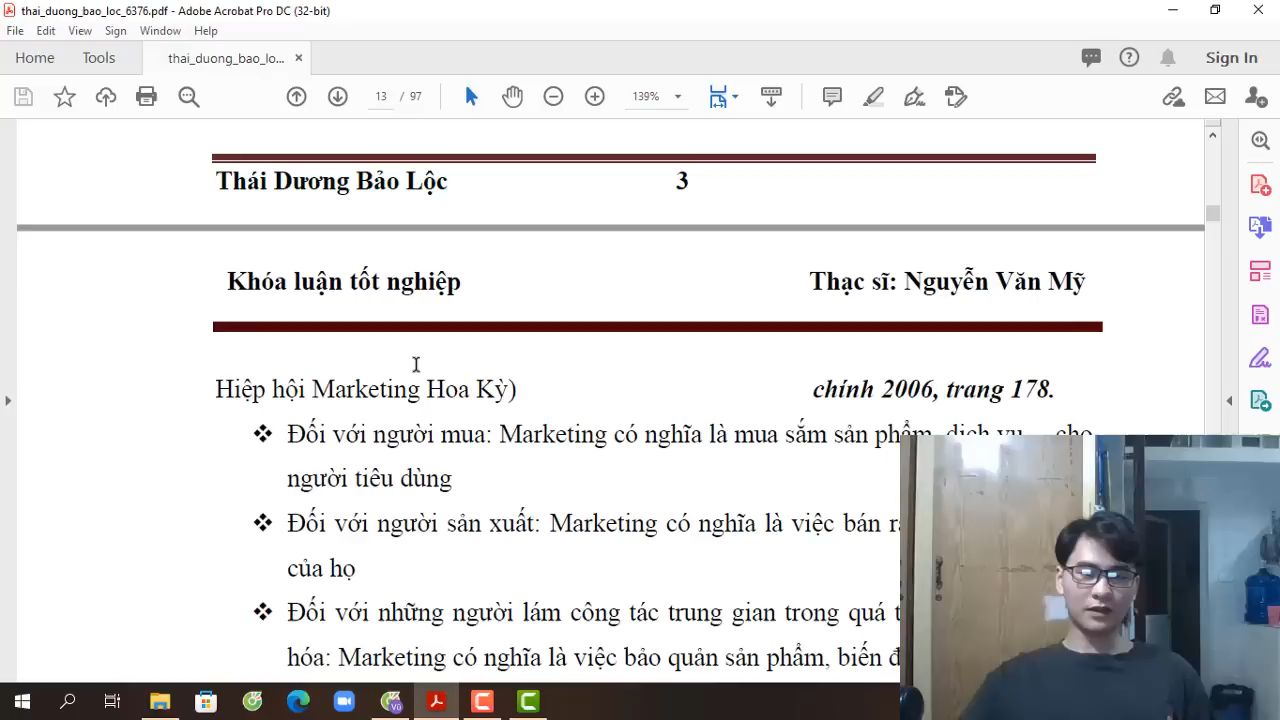 thai_duong_bao_loc_6376.pdf - Adobe Acrobat Pro DC (32-bit)
File Edit View Sign Window Help
Home Tools thai_duong_bao_lo... × Sign In
13 / 97 139%
Thái Dương Bảo Lộc 3
Khóa luận tốt nghiệp Thạc sĩ: Nguyễn Văn Mỹ
Hiệp hội Marketing Hoa Kỳ) chính 2006, trang 178.
❖ Đối với người mua: Marketing có nghĩa là mua sắm sản phẩm, dịch vụ... cho
người tiêu dùng
❖ Đối với người sản xuất: Marketing có nghĩa là việc bán
của họ
❖ Đối với những người lám công tác trung gian trong quá
hóa: Marketing có nghĩa là việc bảo quản sản phẩm, biến